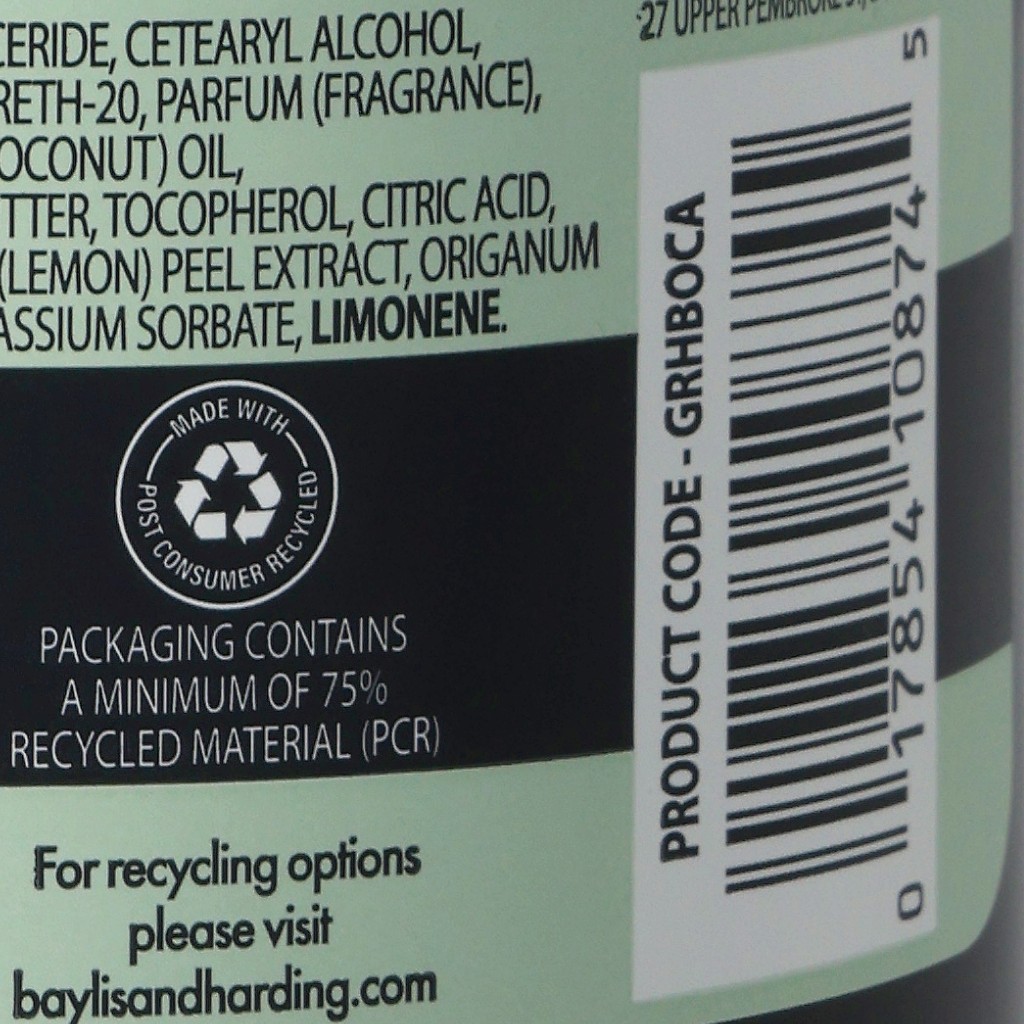 CERIDE, CETEARYL ALCOHOL,
RETH-20, PARFUM (FRAGRANCE),
OCONUT) OIL,
TTER, TOCOPHEROL, CITRIC ACID,
(LEMON) PEEL EXTRACT, ORIGANUM
ASSIUM SORBATE, LIMONENE.
MADE WITH
POST CONSUMER RECYCLED
PACKAGING CONTAINS
A MINIMUM OF 75%
RECYCLED MATERIAL (PCR)
For recycling options
please visit
baylisandharding.com
27 UPPER PEMBROKE
PRODUCT CODE - GRHBOCA
0 17854 10874 5